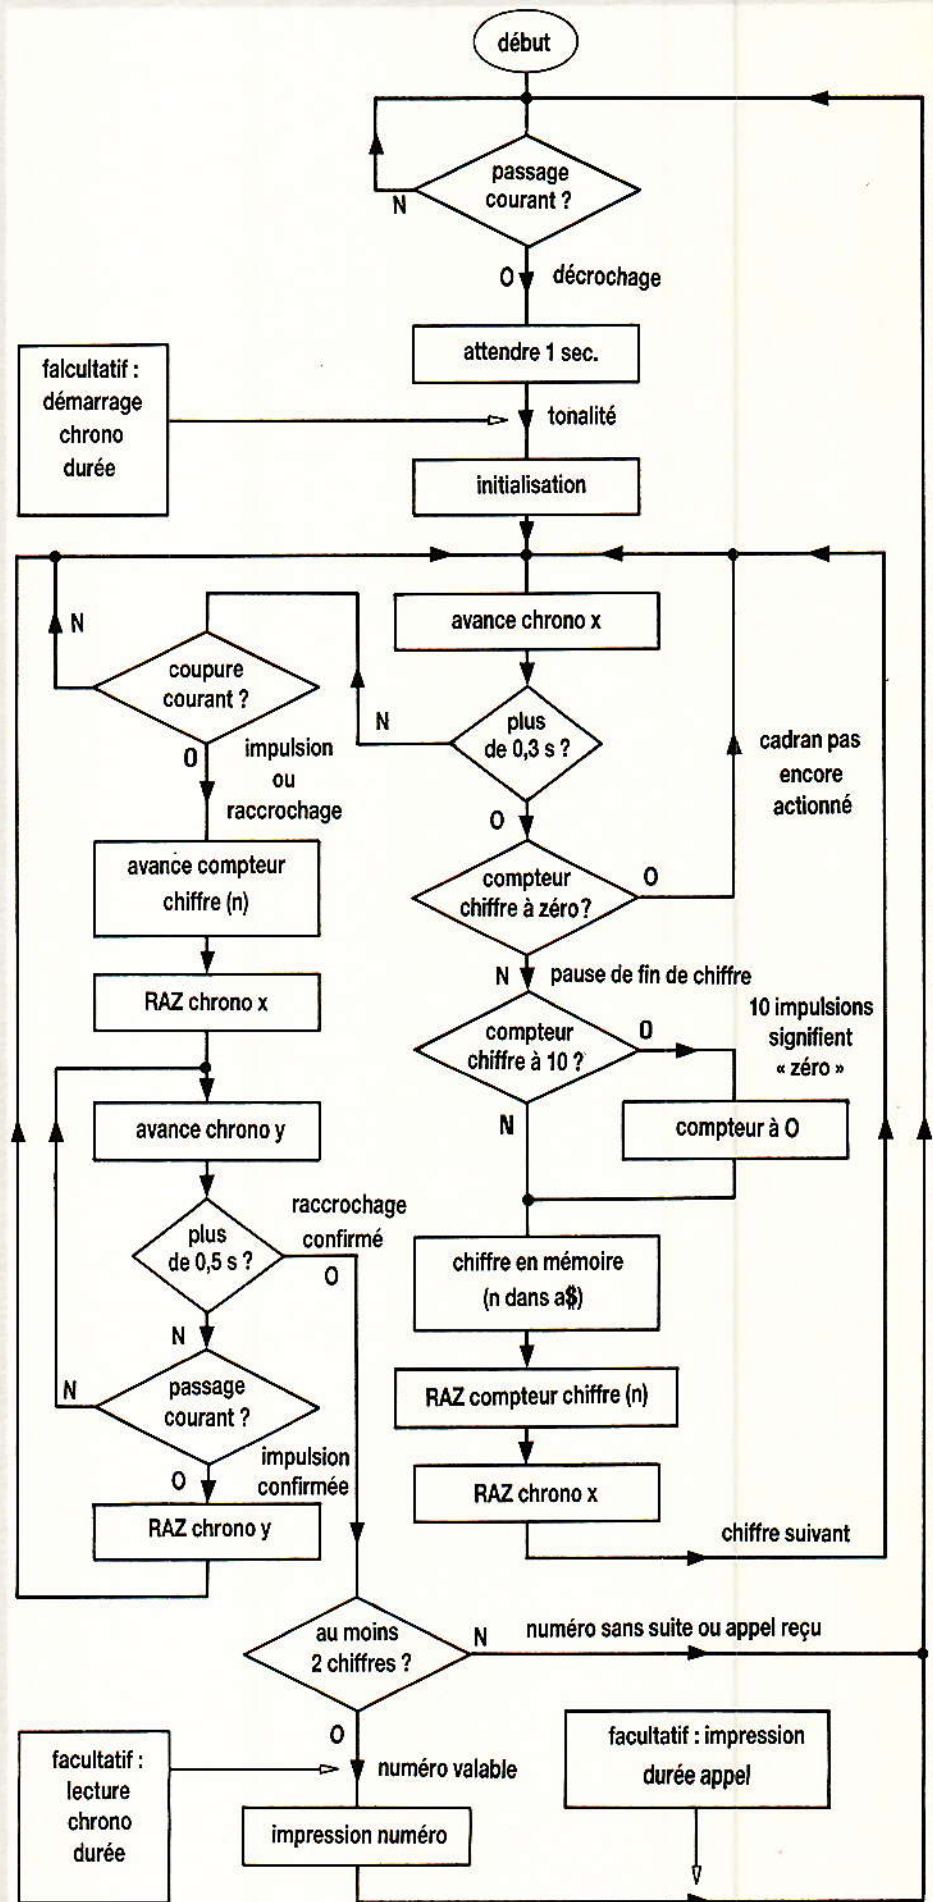 début
passage
courant ?
N
O
décrochage
attendre 1 sec.
falcultatif :
démarrage
chrono
durée
tonalité
initialisation
avance chrono x
N
coupure
courant ?
plus
de 0,3 s ?
N
O
impulsion
ou
raccrochage
cadran pas
encore
actionné
O
avance compteur
chiffre (n)
compteur
chiffre à zéro?
O
N
pause de fin de chiffre
RAZ chrono x
compteur
chiffre à 10 ?
O
10 impulsions
signifient
« zéro »
N
avance chrono y
compteur à O
plus
de 0,5 s ?
raccrochage
confirmé
O
chiffre en mémoire
(n dans a$)
N
N
passage
courant ?
RAZ compteur chiffre (n)
O
impulsion
confirmée
RAZ chrono x
RAZ chrono y
chiffre suivant
au moins
2 chiffres ?
N
numéro sans suite ou appel reçu
O
facultatif :
lecture
chrono
durée
numéro valable
facultatif : impression
durée appel
impression numéro